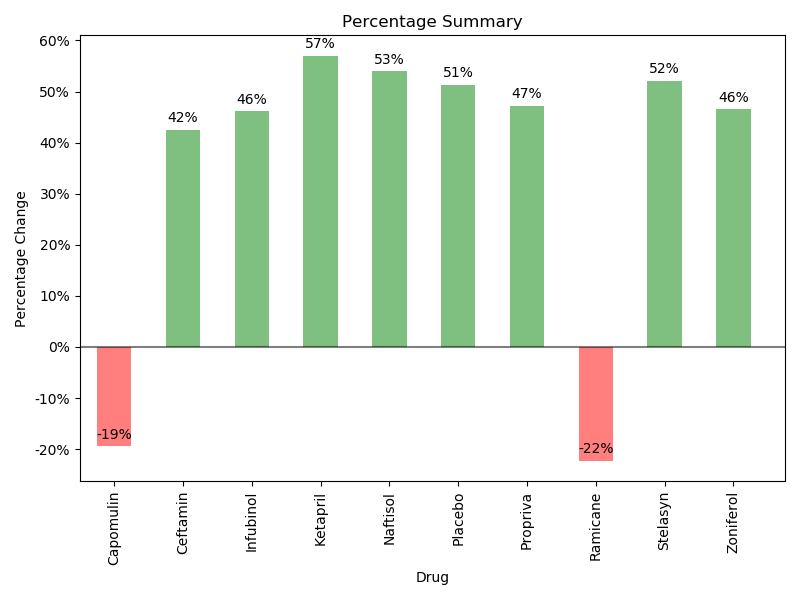 Percentage Summary
60%
50%
40%
30%
20%
10%
0%
-10%
-20%
Percentage Change
-19%
42%
46%
57%
53%
51%
47%
-22%
52%
46%
Capomulin
Ceftamin
Infubinol
Ketapril
Naftisol
Placebo
Propriva
Ramicane
Stelasyn
Zoniferol
Drug